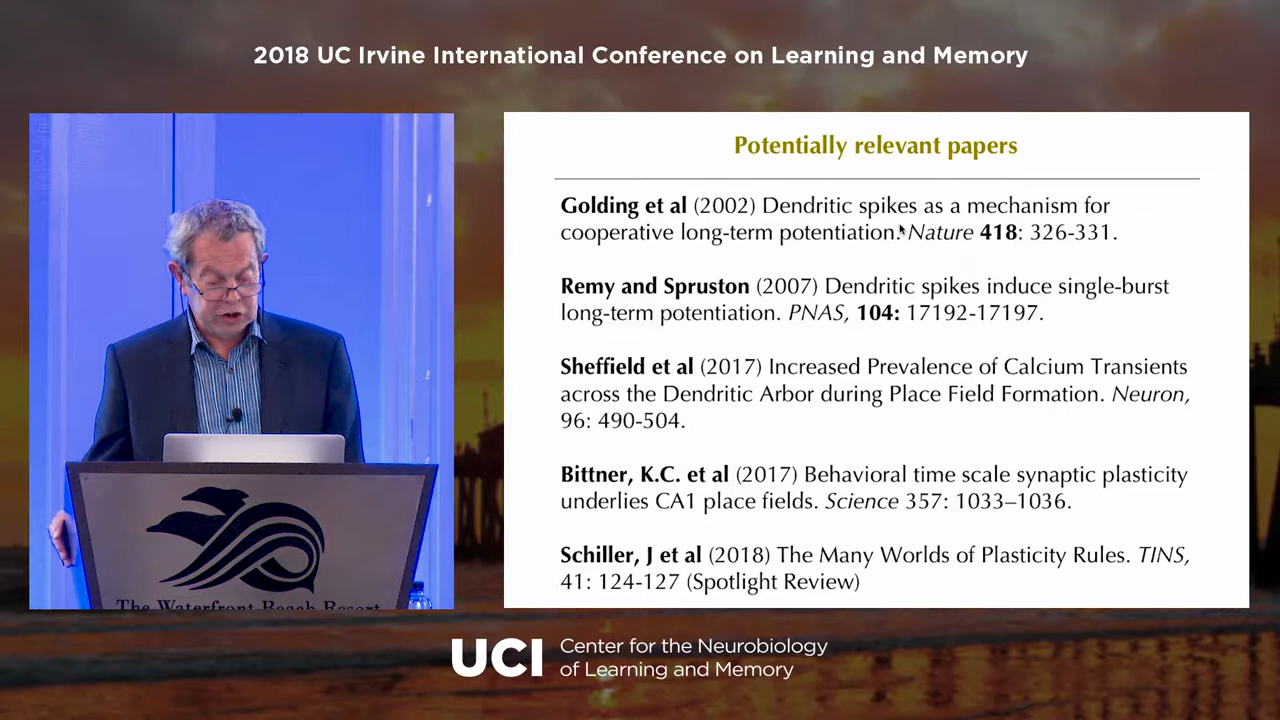 2018 UC Irvine International Conference on Learning and Memory
Potentially relevant papers
Golding et al (2002) Dendritic spikes as a mechanism for
cooperative long-term potentiation. Nature 418: 326-331.
Remy and Spruston (2007) Dendritic spikes induce single-burst
long-term potentiation. PNAS, 104: 17192-17197.
Sheffield et al (2017) Increased Prevalence of Calcium Transients
across the Dendritic Arbor during Place Field Formation. Neuron,
96: 490-504.
Bittner, K.C. et al (2017) Behavioral time scale synaptic plasticity
underlies CA1 place fields. Science 357: 1033–1036.
Schiller, J et al (2018) The Many Worlds of Plasticity Rules. TINS,
41: 124-127 (Spotlight Review)
The Waterfront Beach Resort
UCI Center for the Neurobiology
of Learning and Memory